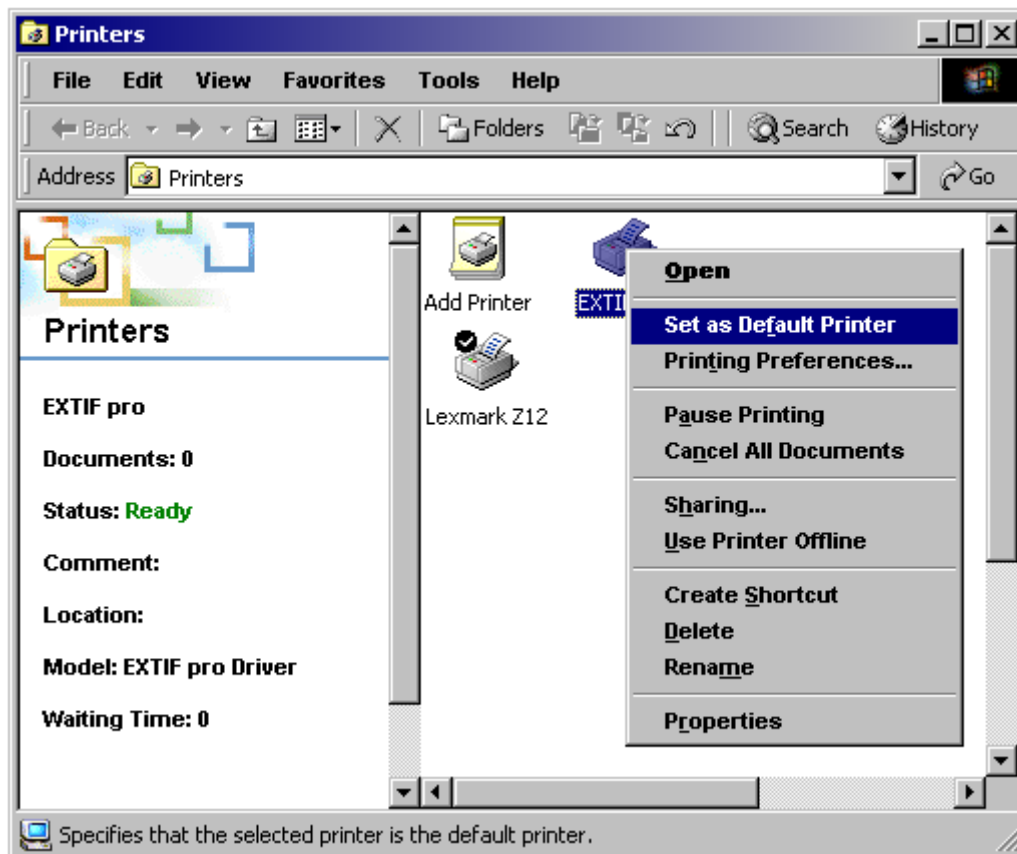 Printers
File Edit View Favorites Tools Help
Back Folders Search History
Address Printers Go
Printers
EXTIF pro
Documents: 0
Status: Ready
Comment:
Location:
Model: EXTIF pro Driver
Waiting Time: 0
Add Printer
EXTI
Lexmark Z12
Open
Set as Default Printer
Printing Preferences...
Pause Printing
Cancel All Documents
Sharing...
Use Printer Offline
Create Shortcut
Delete
Rename
Properties
Specifies that the selected printer is the default printer.